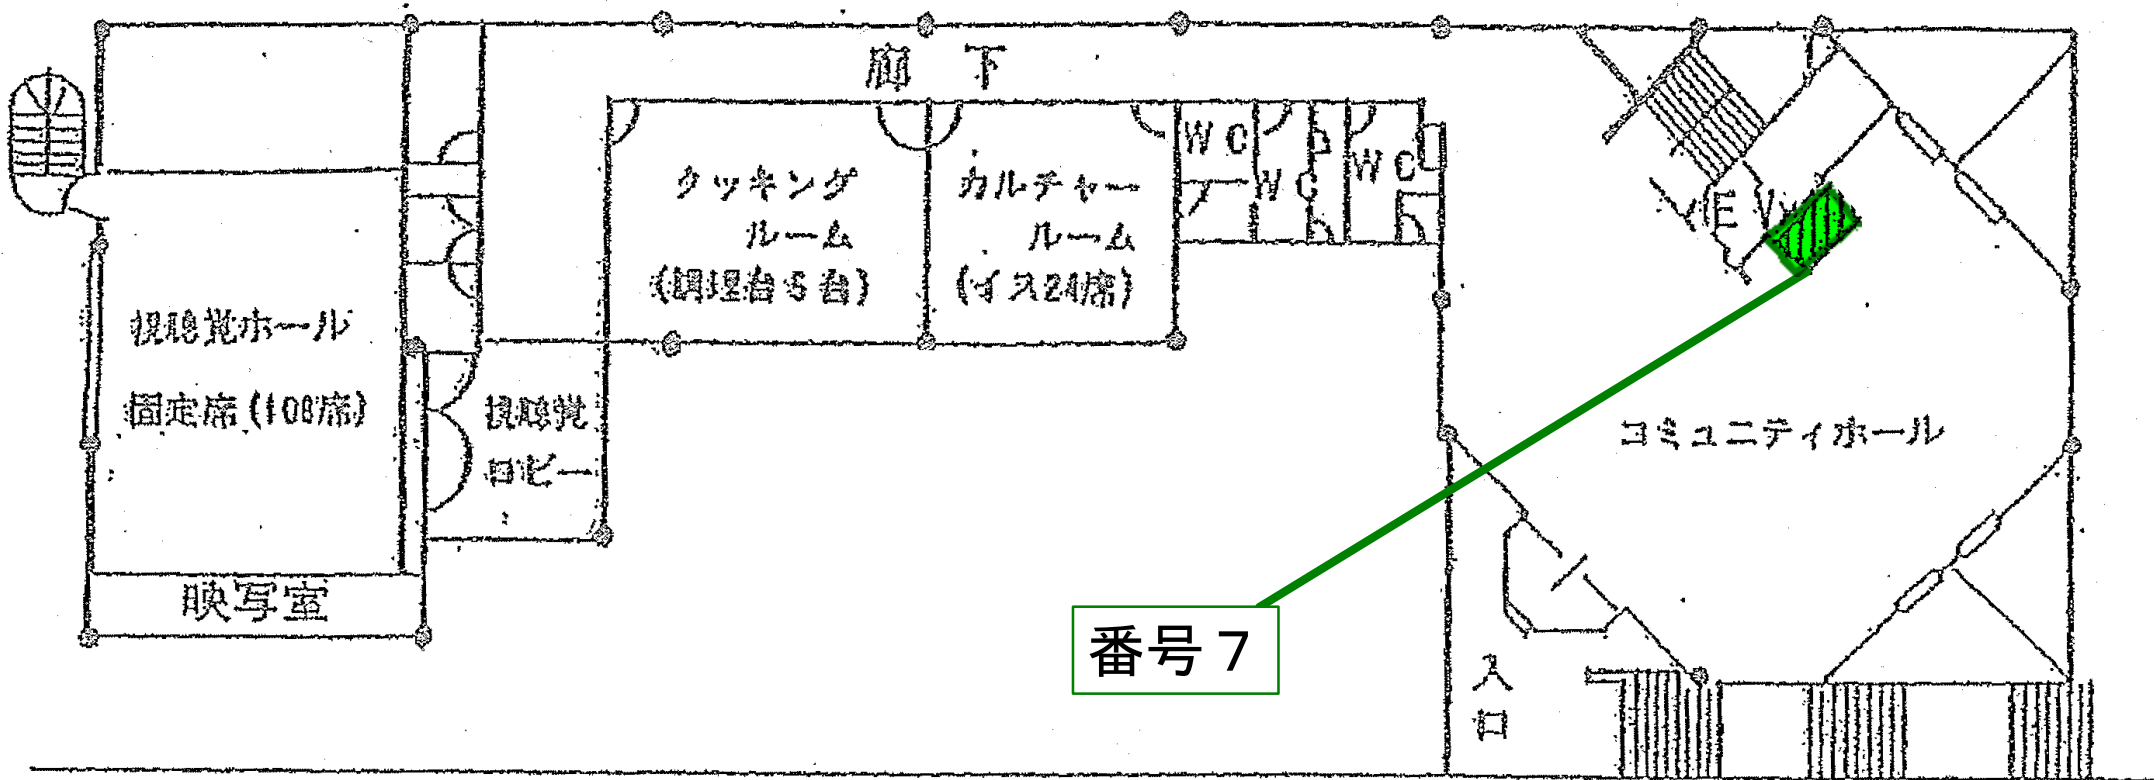 廊下
WC
WC
WC
クッキング
ルーム
(調理台5台)
カルチャー
ルーム
(イス24席)
EV
視聴覚ホール
固定席(108席)
視聴覚
ロビー
コミュニティホール
映写室
番号7
入口